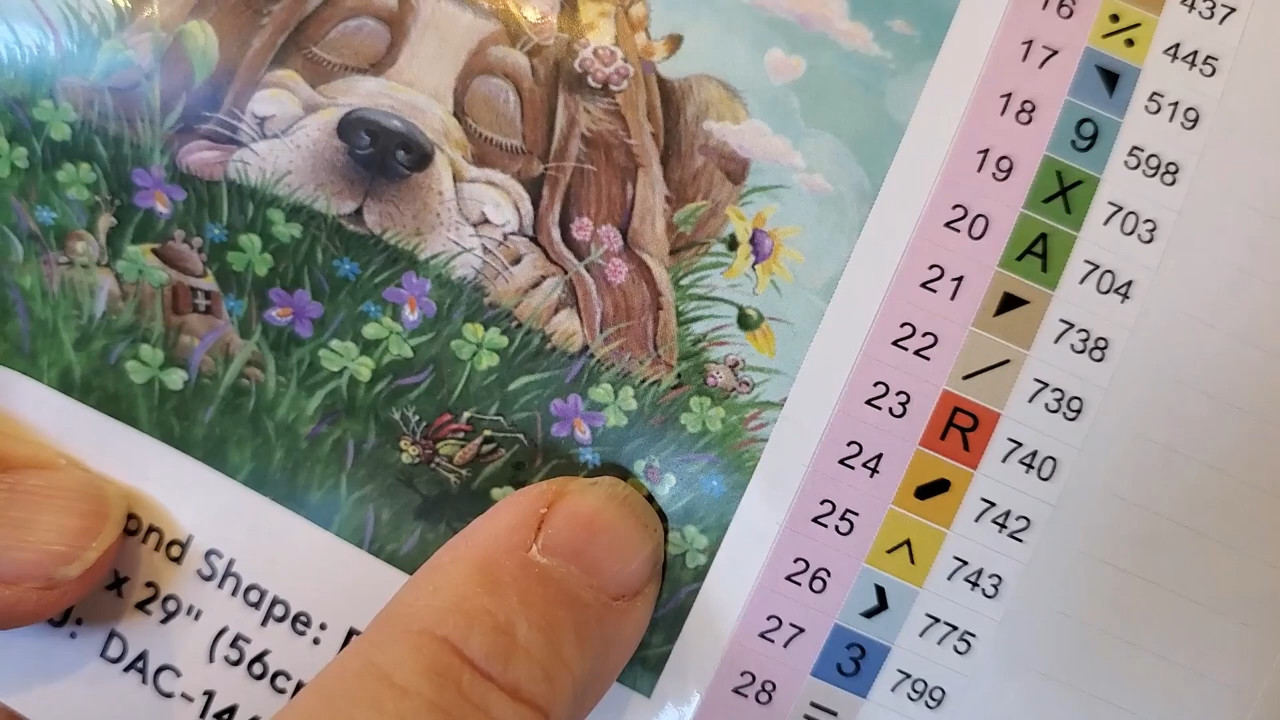 437
16 % 445
17 ◥ 519
18 9 598
19 X 703
20 A 704
21 ◤ 738
22 / 739
23 R 740
24 742
25 ^ 743
26 ❯ 775
27 3 799
28 =
ond Shape:
x 29" (56c
: DAC-14